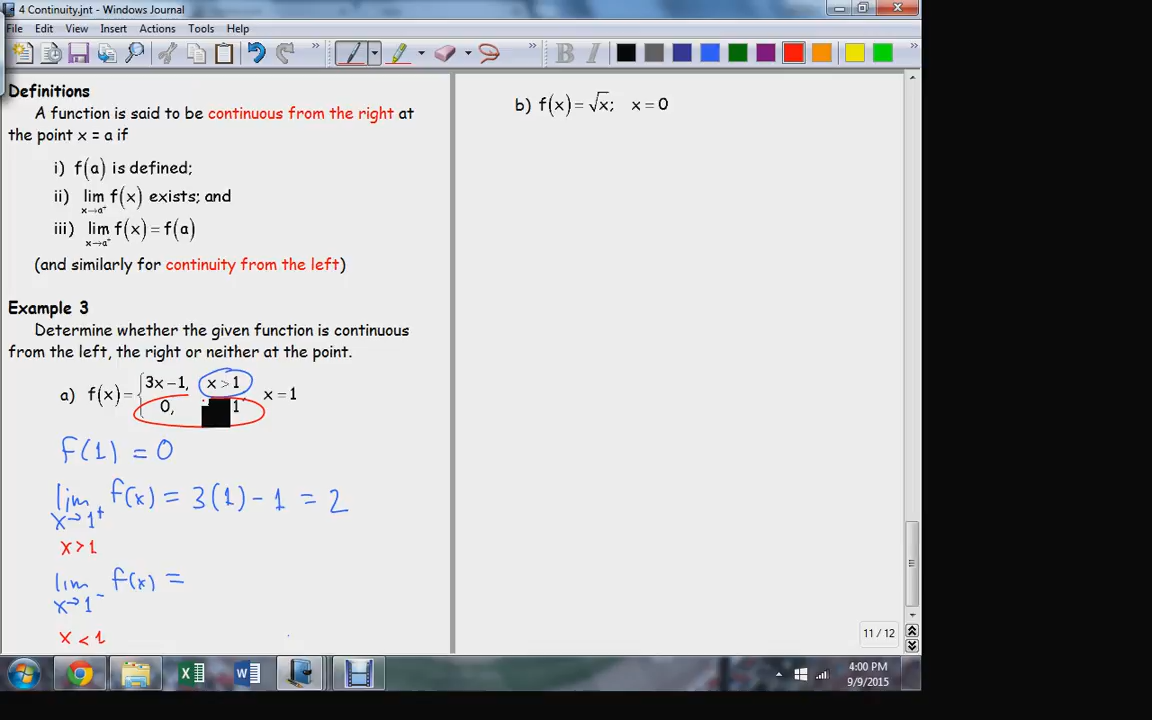 4 Continuity.jnt - Windows Journal
File Edit View Insert Actions Tools Help
Definitions
A function is said to be continuous from the right at
the point x = a if
i) f(a) is defined;
ii) lim x→a⁺ f(x) exists; and
iii) lim x→a⁺ f(x) = f(a)
(and similarly for continuity from the left)
Example 3
Determine whether the given function is continuous
from the left, the right or neither at the point.
a) f(x) = { 3x − 1, x > 1
0, 1
x = 1
f(1) = 0
lim x→1⁺ f(x) = 3(1) − 1 = 2
x > 1
lim x→1⁻ f(x) =
x < 1
b) f(x) = √x; x = 0
11 / 12
4:00 PM
9/9/2015